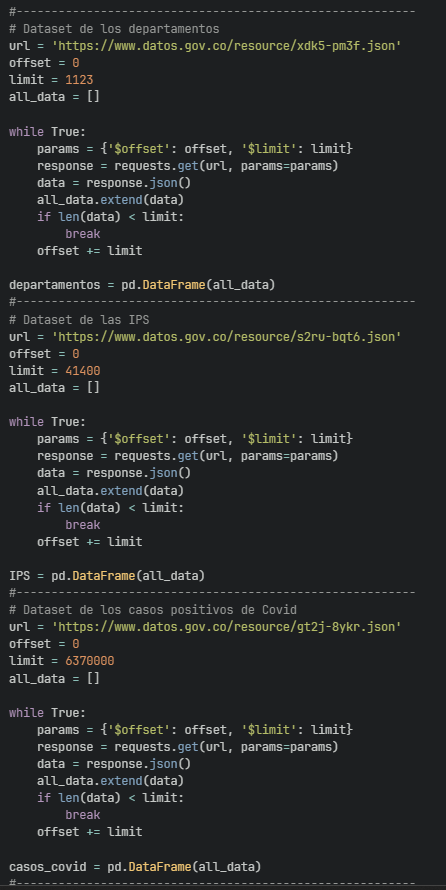 #----------------------------------------------------------
# Dataset de los departamentos
url = 'https://www.datos.gov.co/resource/xdk5-pm3f.json'
offset = 0
limit = 1123
all_data = []

while True:
    params = {'$offset': offset, '$limit': limit}
    response = requests.get(url, params=params)
    data = response.json()
    all_data.extend(data)
    if len(data) < limit:
        break
    offset += limit

departamentos = pd.DataFrame(all_data)
#----------------------------------------------------------
# Dataset de las IPS
url = 'https://www.datos.gov.co/resource/s2ru-bqt6.json'
offset = 0
limit = 41400
all_data = []

while True:
    params = {'$offset': offset, '$limit': limit}
    response = requests.get(url, params=params)
    data = response.json()
    all_data.extend(data)
    if len(data) < limit:
        break
    offset += limit

IPS = pd.DataFrame(all_data)
#----------------------------------------------------------
# Dataset de los casos positivos de Covid
url = 'https://www.datos.gov.co/resource/gt2j-8ykr.json'
offset = 0
limit = 6370000
all_data = []

while True:
    params = {'$offset': offset, '$limit': limit}
    response = requests.get(url, params=params)
    data = response.json()
    all_data.extend(data)
    if len(data) < limit:
        break
    offset += limit

casos_covid = pd.DataFrame(all_data)
#----------------------------------------------------------